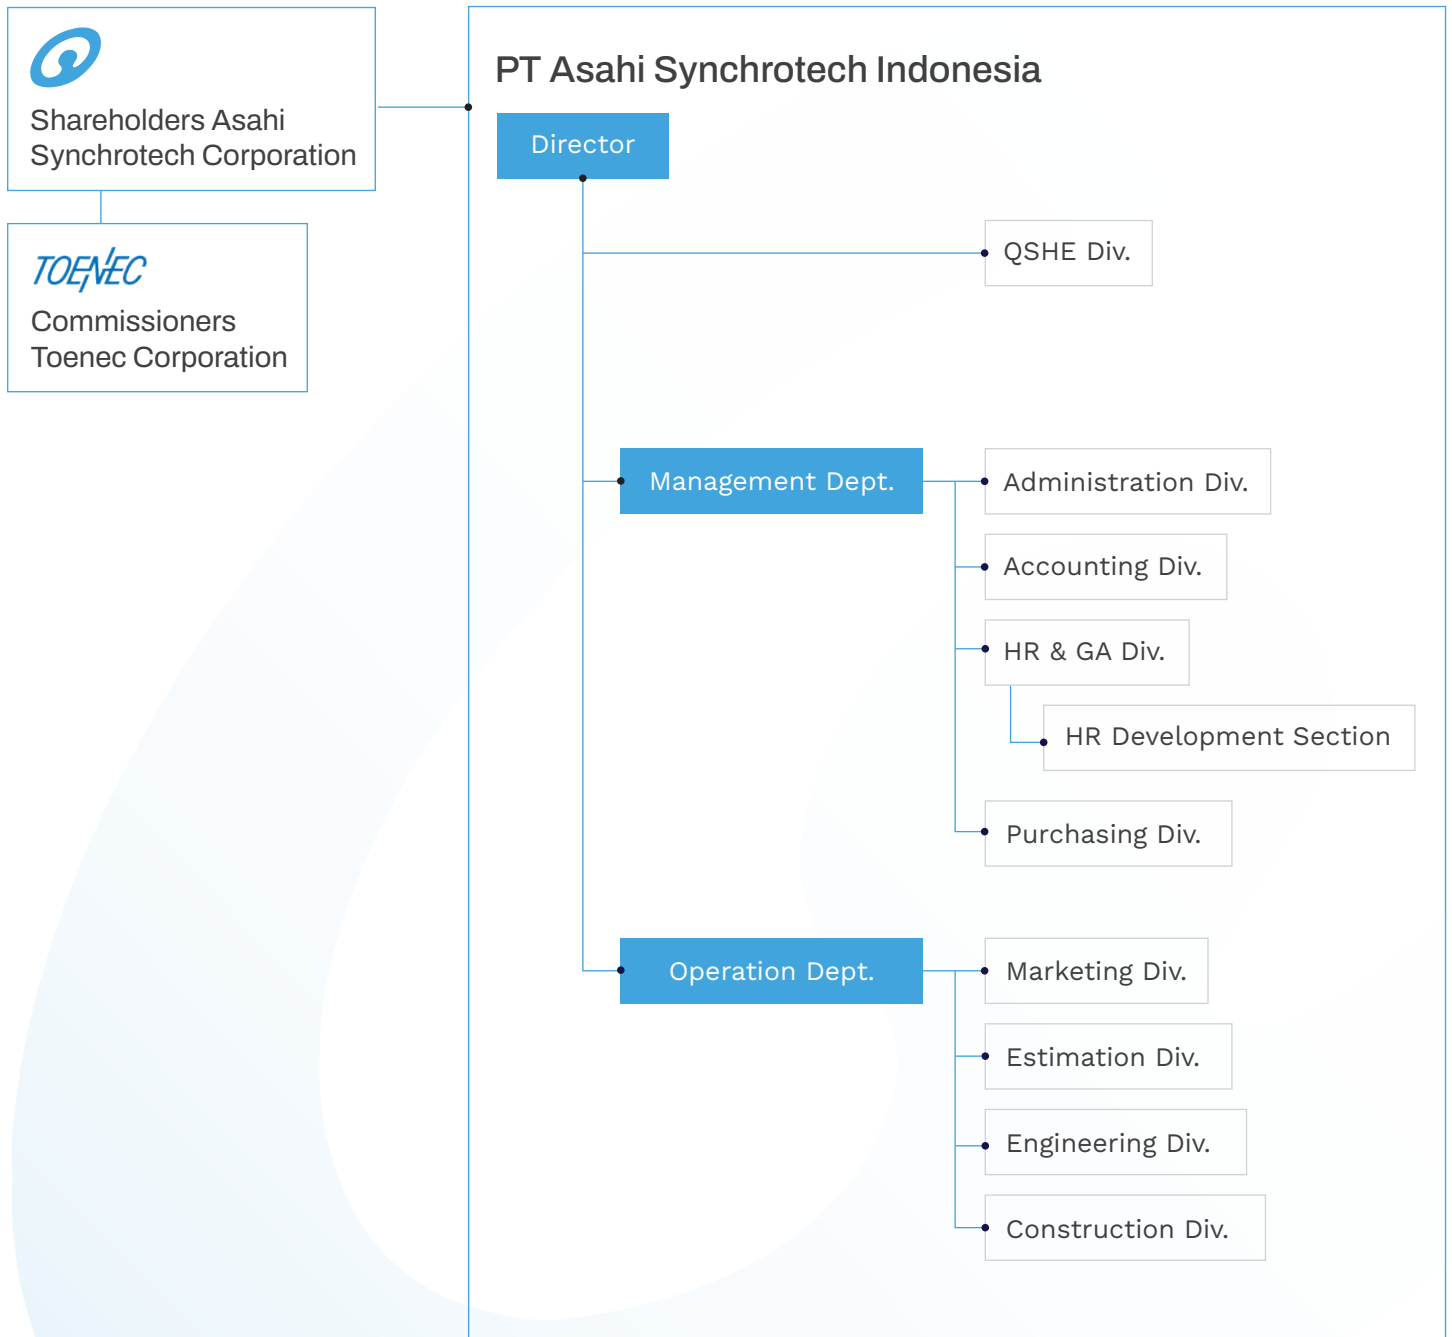 Shareholders Asahi
Synchrotech Corporation
TOENEC
Commissioners
Toenec Corporation
PT Asahi Synchrotech Indonesia
Director
QSHE Div.
Management Dept.
Administration Div.
Accounting Div.
HR & GA Div.
HR Development Section
Purchasing Div.
Operation Dept.
Marketing Div.
Estimation Div.
Engineering Div.
Construction Div.